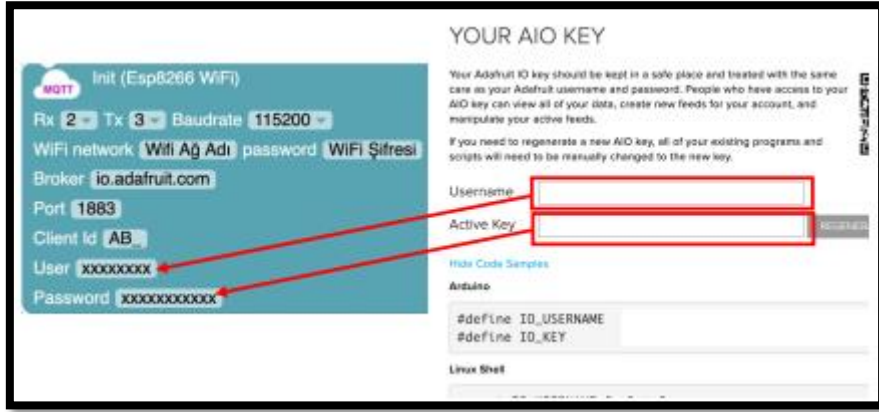 MQTT Init (Esp8266 WiFi)
Rx 2 Tx 3 Baudrate 115200
WiFi network Wifi Ağ Adı password WiFi Şifresi
Broker io.adafruit.com
Port 1883
Client Id AB_
User xxxxxxxx
Password xxxxxxxxxxx
YOUR AIO KEY
Your Adafruit IO key should be kept in a safe place and treated with the same
care as your Adafruit username and password. People who have access to your
AIO key can view all of your data, create new feeds for your account, and
manipulate your active feeds.
If you need to regenerate a new AIO key, all of your existing programs and
scripts will need to be manually changed to the new key.
Username
Active Key
Hide Code Samples
Arduino
#define IO_USERNAME
#define IO_KEY
Linux Shell